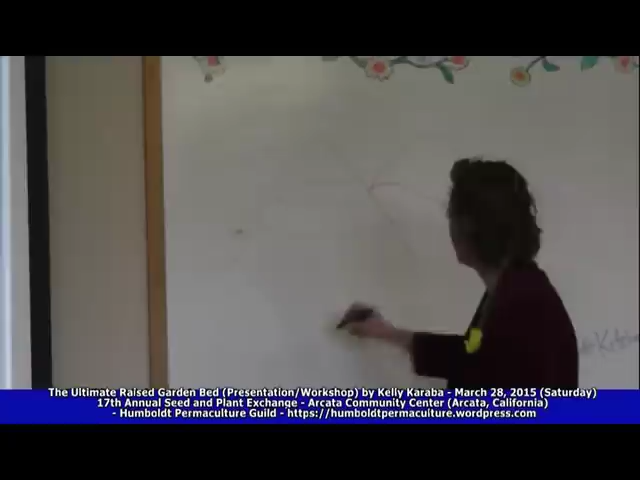 The Ultimate Raised Garden Bed (Presentation/Workshop) by Kelly Karaba - March 28, 2015 (Saturday)
17th Annual Seed and Plant Exchange - Arcata Community Center (Arcata, California)
- Humboldt Permaculture Guild - https://humboldtpermaculture.wordpress.com